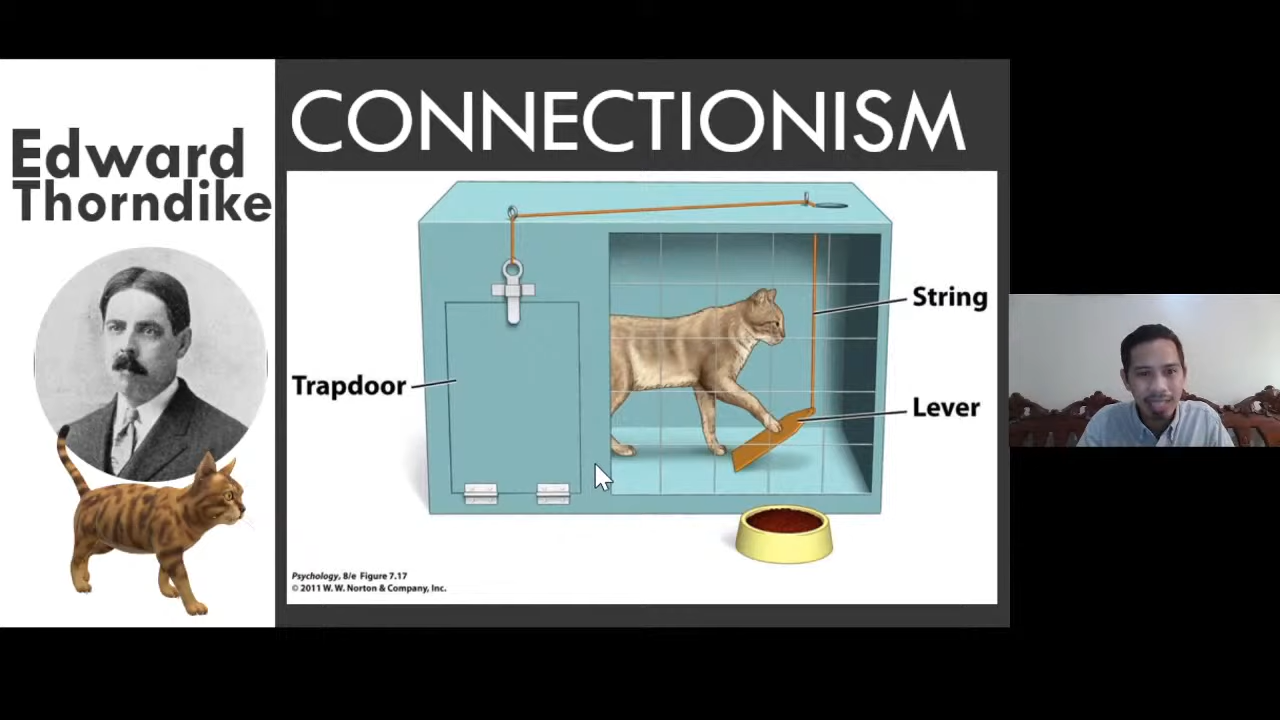 Edward
Thorndike
CONNECTIONISM
String
Trapdoor
Lever
Psychology, 8/e Figure 7.17
© 2011 W. W. Norton & Company, Inc.